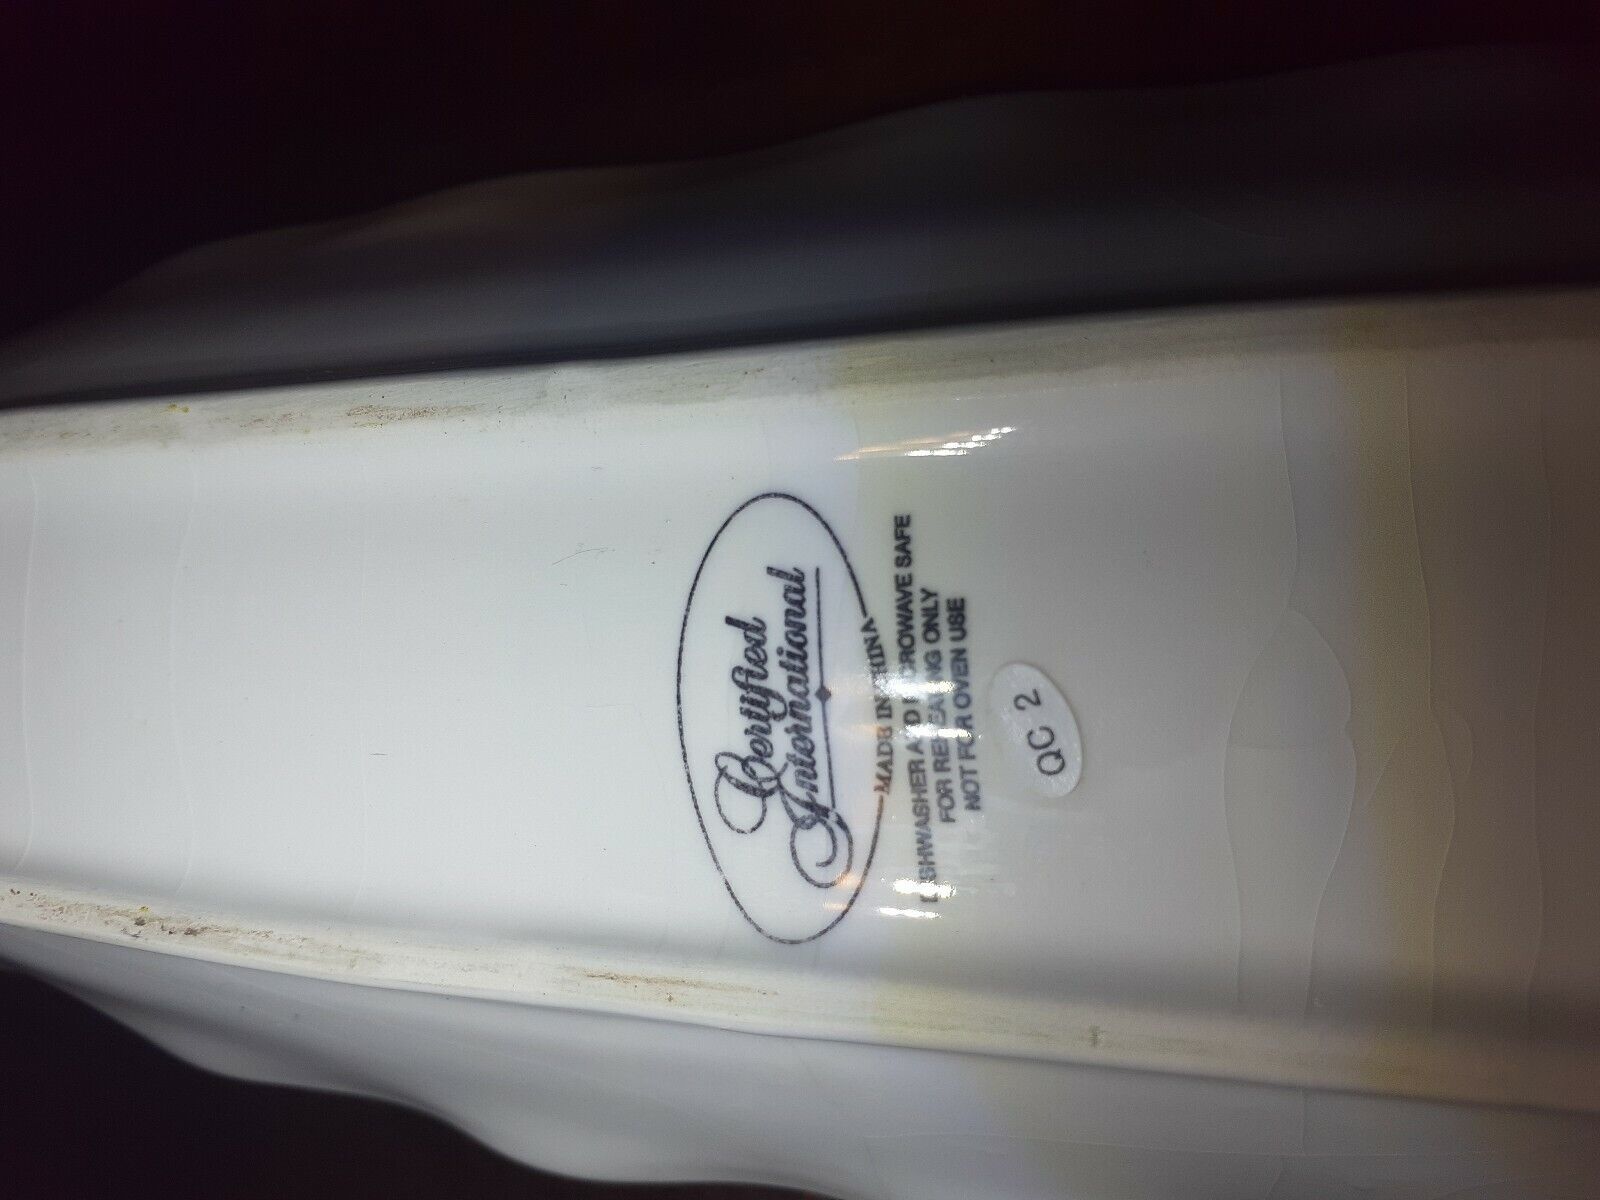 Certified
International
MADE IN CHINA
DISHWASHER AND MICROWAVE SAFE
FOR REHEATING ONLY
NOT FOR OVEN USE
QC 2